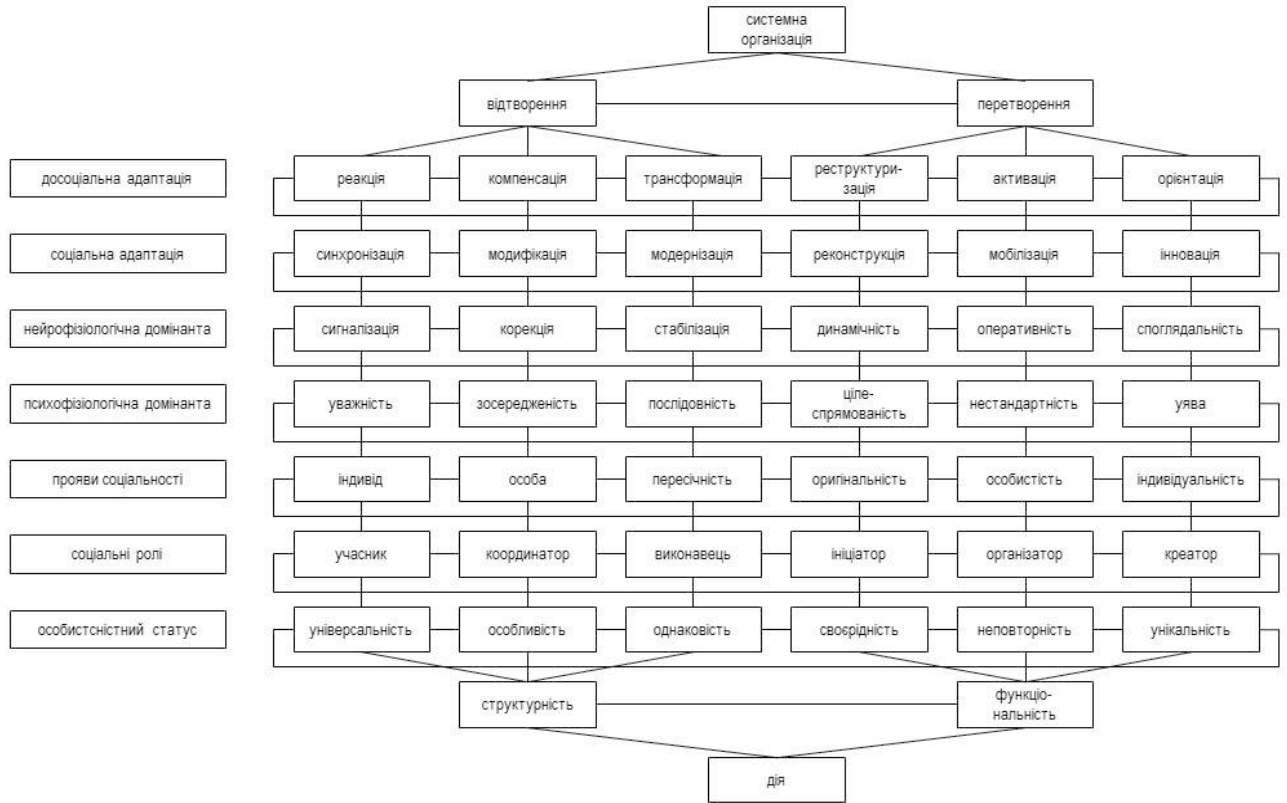 системна
організація
відтворення
перетворення
досоціальна адаптація
реакція
компенсація
трансформація
реструктури-
зація
активація
орієнтація
соціальна адаптація
синхронізація
модифікація
модернізація
реконструкція
мобілізація
інновація
нейрофізіологічна домінанта
сигналізація
корекція
стабілізація
динамічність
оперативність
споглядальність
психофізіологічна домінанта
уважність
зосередженість
послідовність
ціле-
спрямованість
нестандартність
уява
прояви соціальності
індивід
особа
пересічність
оригінальність
особистість
індивідуальність
соціальні ролі
учасник
координатор
виконавець
ініціатор
організатор
креатор
особистсністний статус
універсальність
особливість
однаковість
своєрідність
неповторність
унікальність
структурність
функціо-
нальність
дія